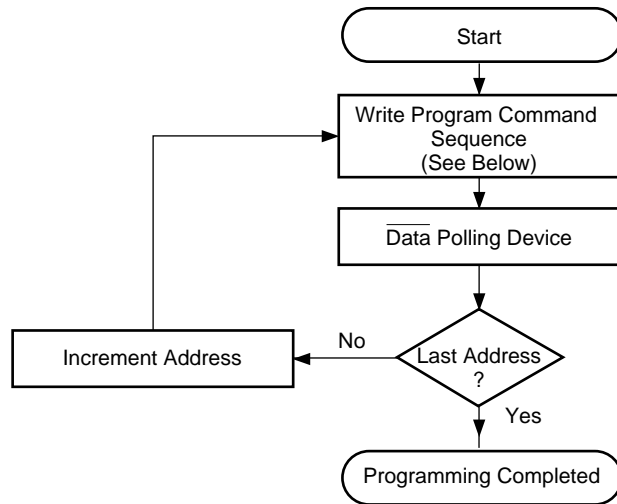 Start
Write Program Command
Sequence
(See Below)
Data Polling Device
No
Increment Address
Last Address
?
Yes
Programming Completed